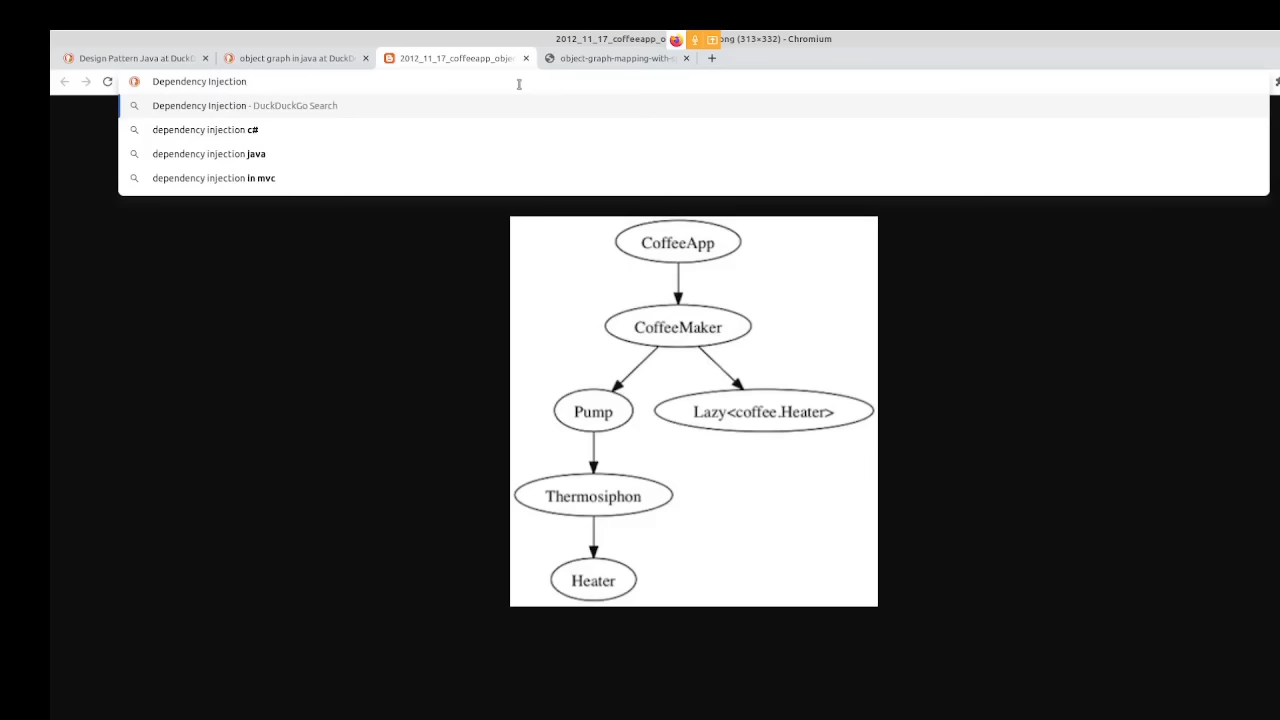 2012_11_17_coffeeapp_o ng (313×332) - Chromium
Design Pattern Java at DuckD
object graph in java at DuckD
2012_11_17_coffeeapp_obje
object-graph-mapping-with-s
Dependency Injection
Dependency Injection - DuckDuckGo Search
dependency injection c#
dependency injection java
dependency injection in mvc
CoffeeApp
CoffeeMaker
Pump
Lazy<coffee.Heater>
Thermosiphon
Heater